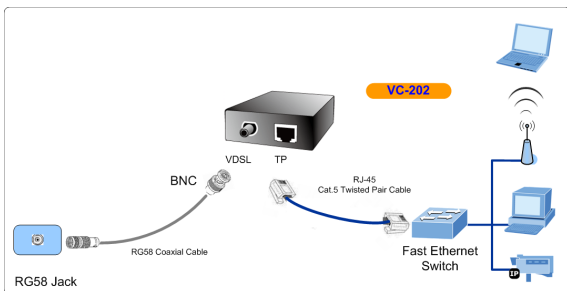 VC-202
VDSL
TP
BNC
RJ-45
Cat.5 Twisted Pair Cable
RG58 Coaxial Cable
Fast Ethernet
Switch
IP
RG58 Jack